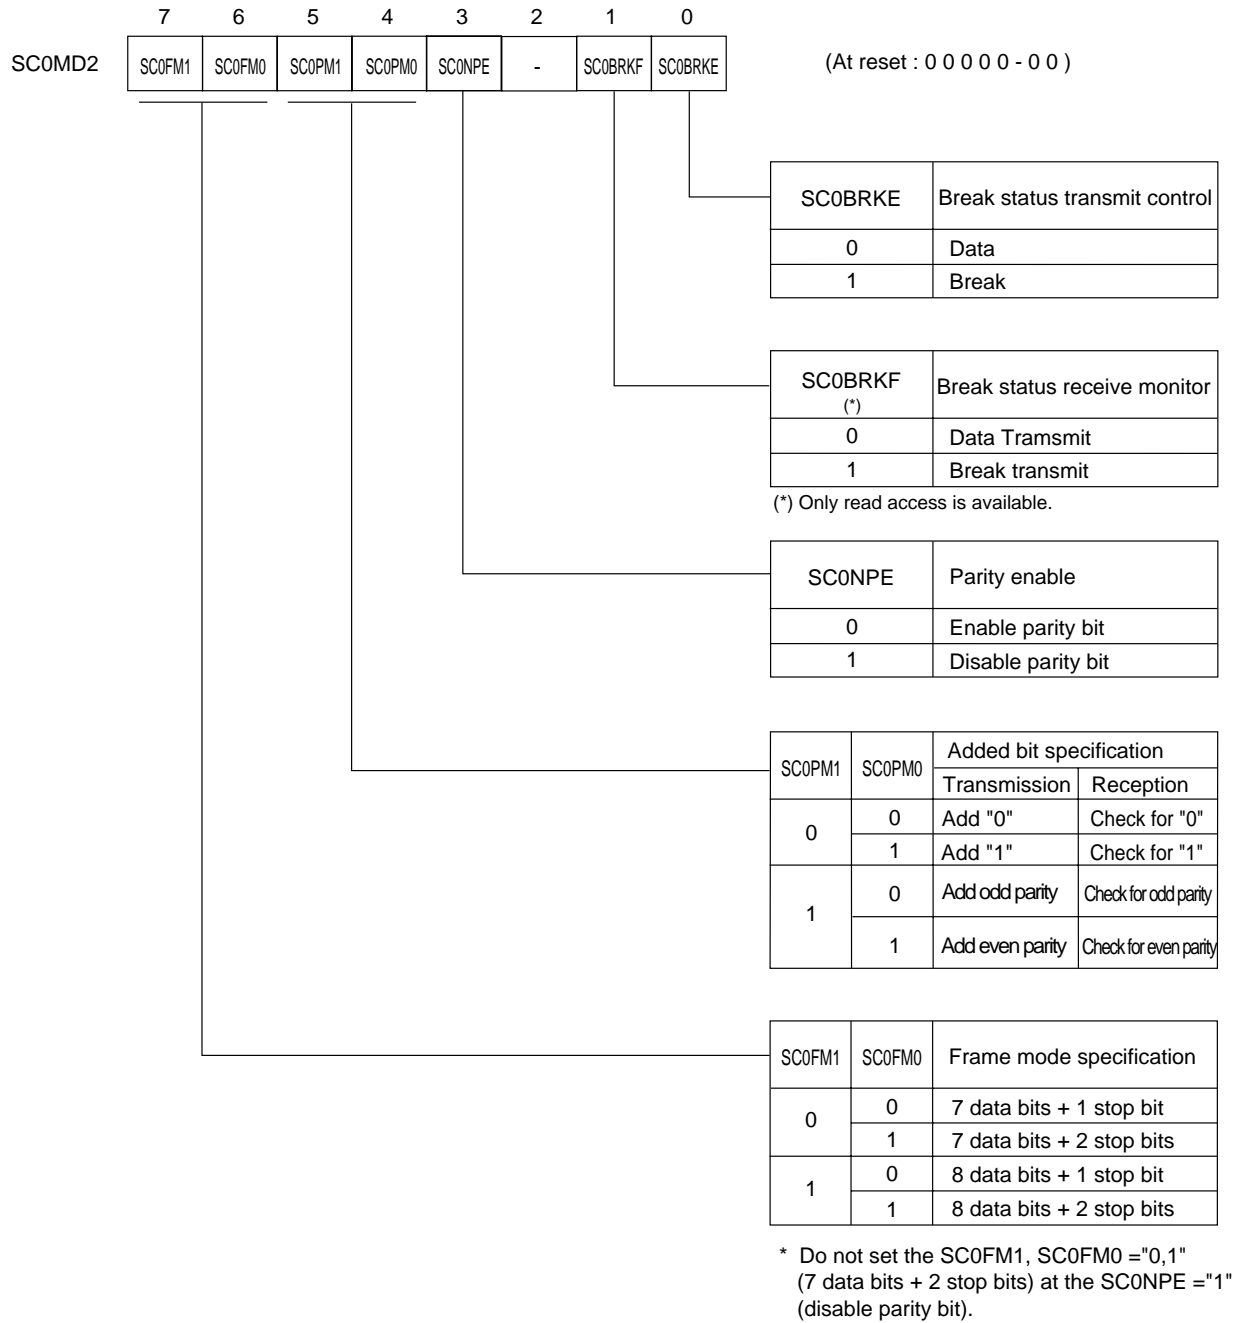 7 6 5 4 3 2 1 0
SC0MD2 SC0FM1 SC0FM0 SC0PM1 SC0PM0 SC0NPE - SC0BRKF SC0BRKE (At reset : 0 0 0 0 0 - 0 0 )
SC0BRKE Break status transmit control
0 Data
1 Break
SC0BRKF Break status receive monitor
(*)
0 Data Tramsmit
1 Break transmit
(*) Only read access is available.
SC0NPE Parity enable
0 Enable parity bit
1 Disable parity bit
SC0PM1 SC0PM0 Added bit specification
Transmission Reception
0 0 Add "0" Check for "0"
1 Add "1" Check for "1"
1 0 Add odd parity Check for odd parity
1 Add even parity Check for even parity
SC0FM1 SC0FM0 Frame mode specification
0 0 7 data bits + 1 stop bit
1 7 data bits + 2 stop bits
1 0 8 data bits + 1 stop bit
1 8 data bits + 2 stop bits
* Do not set the SC0FM1, SC0FM0 ="0,1"
(7 data bits + 2 stop bits) at the SC0NPE ="1"
(disable parity bit).